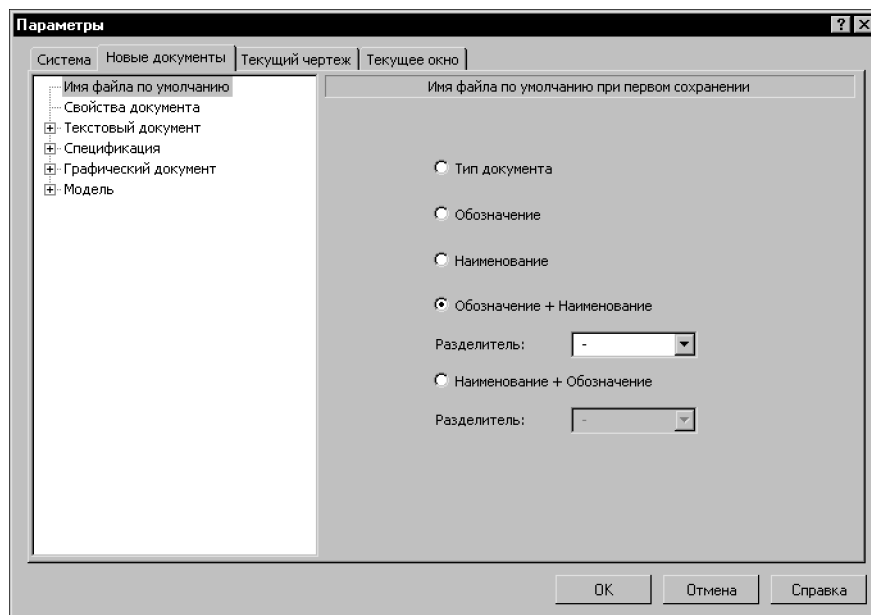 Параметры
Система Новые документы Текущий чертеж Текущее окно
Имя файла по умолчанию
Свойства документа
Текстовый документ
Спецификация
Графический документ
Модель
Имя файла по умолчанию при первом сохранении
Тип документа
Обозначение
Наименование
Обозначение + Наименование
Разделитель: -
Наименование + Обозначение
Разделитель: -
OK Отмена Справка